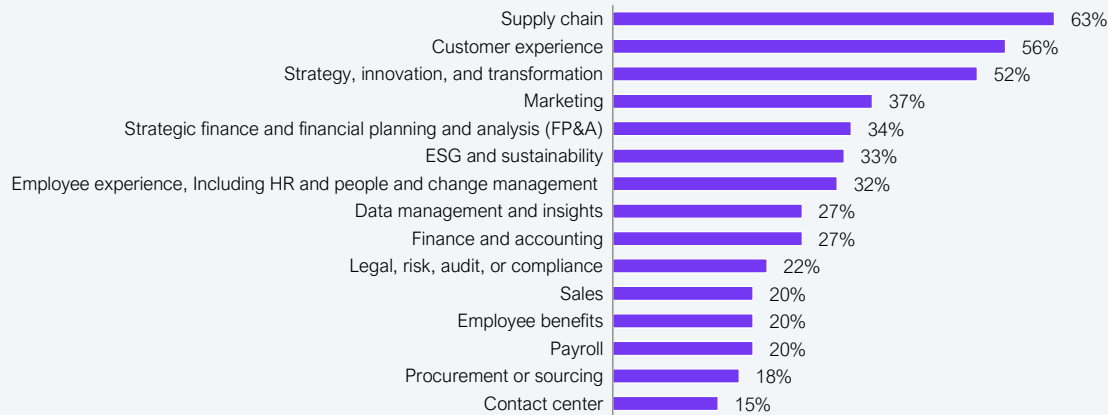 Supply chain 63%
Customer experience 56%
Strategy, innovation, and transformation 52%
Marketing 37%
Strategic finance and financial planning and analysis (FP&A) 34%
ESG and sustainability 33%
Employee experience, Including HR and people and change management 32%
Data management and insights 27%
Finance and accounting 27%
Legal, risk, audit, or compliance 22%
Sales 20%
Employee benefits 20%
Payroll 20%
Procurement or sourcing 18%
Contact center 15%